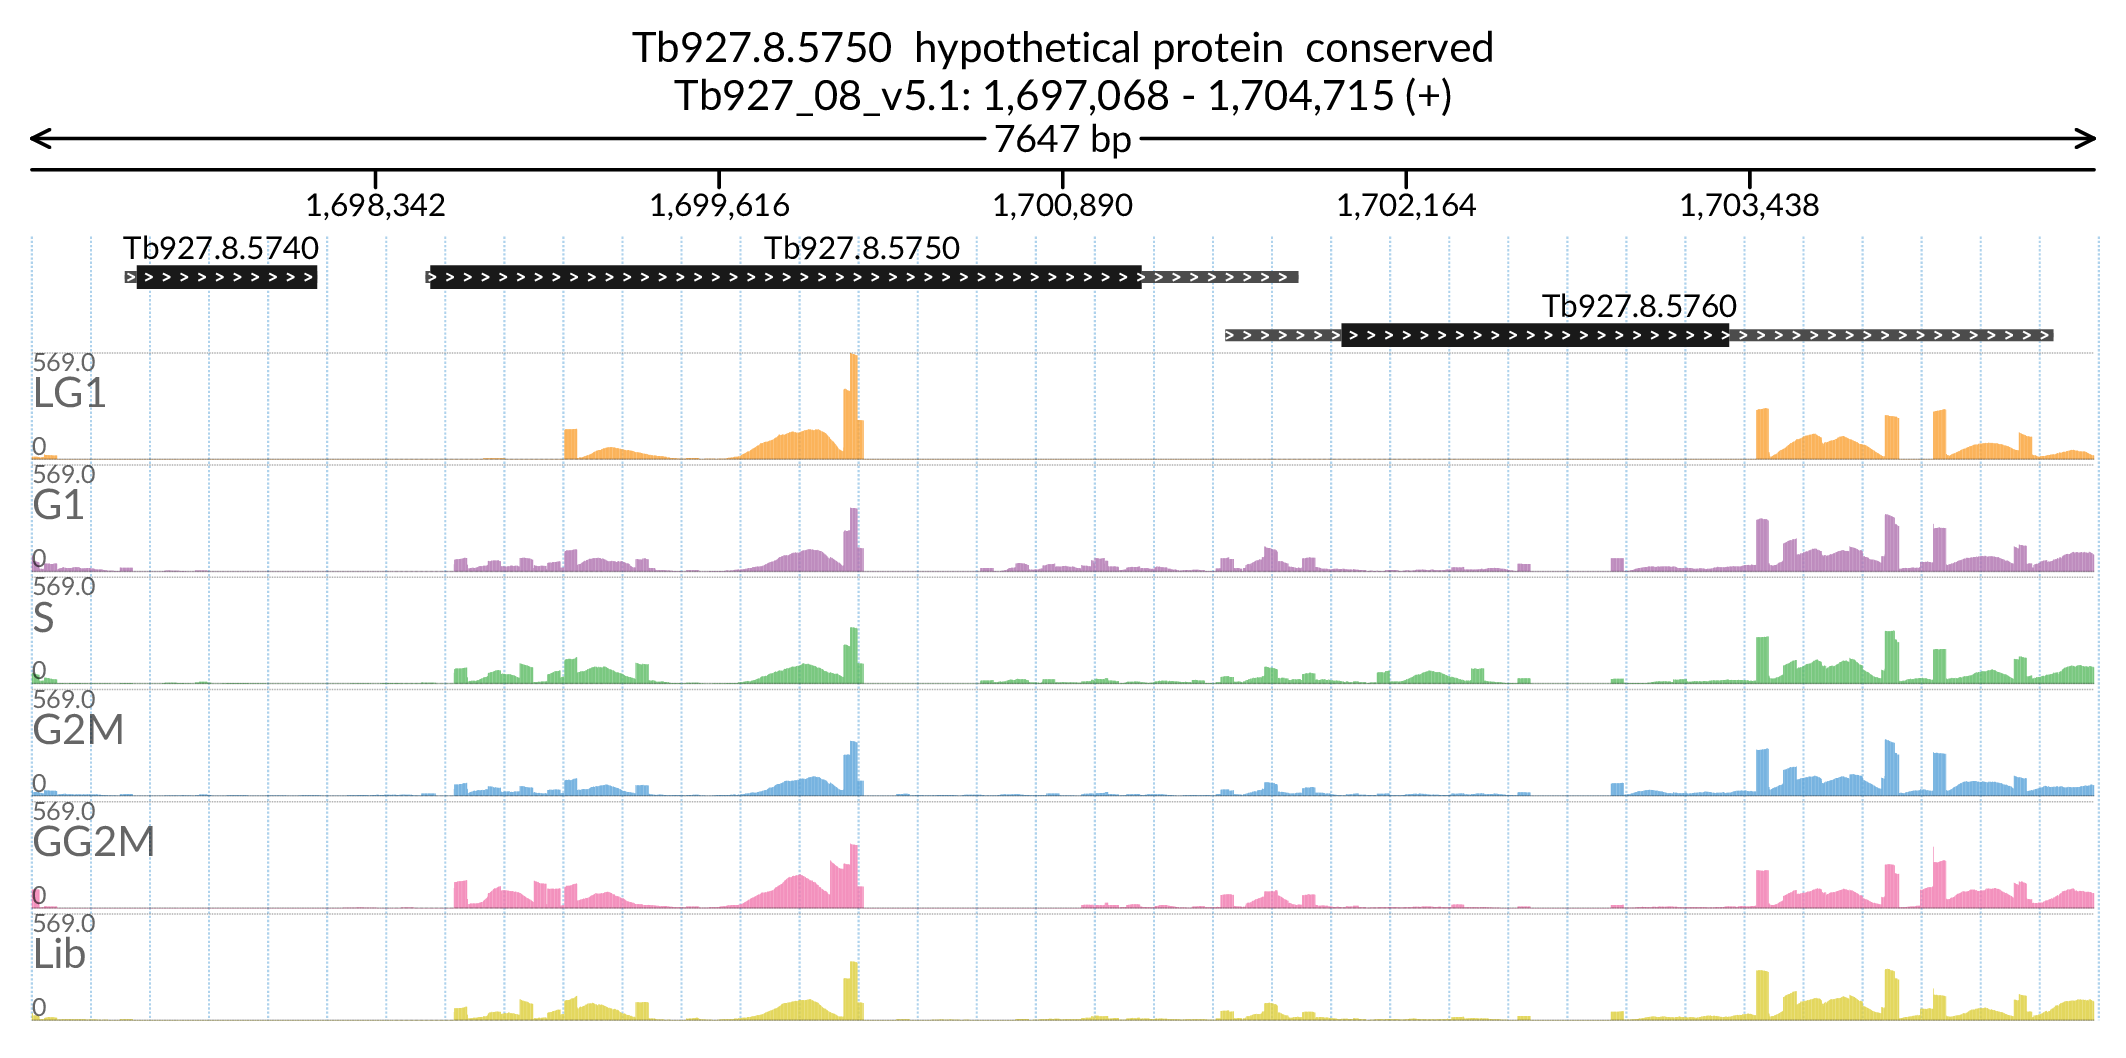 Tb927.8.5750 hypothetical protein conserved
Tb927_08_v5.1: 1,697,068 - 1,704,715 (+)
7647 bp
1,698,342 1,699,616 1,700,890 1,702,164 1,703,438
Tb927.8.5740 Tb927.8.5750
Tb927.8.5760
569.0
LG1
0
569.0
G1
0
569.0
S
0
569.0
G2M
0
569.0
GG2M
0
569.0
Lib
0